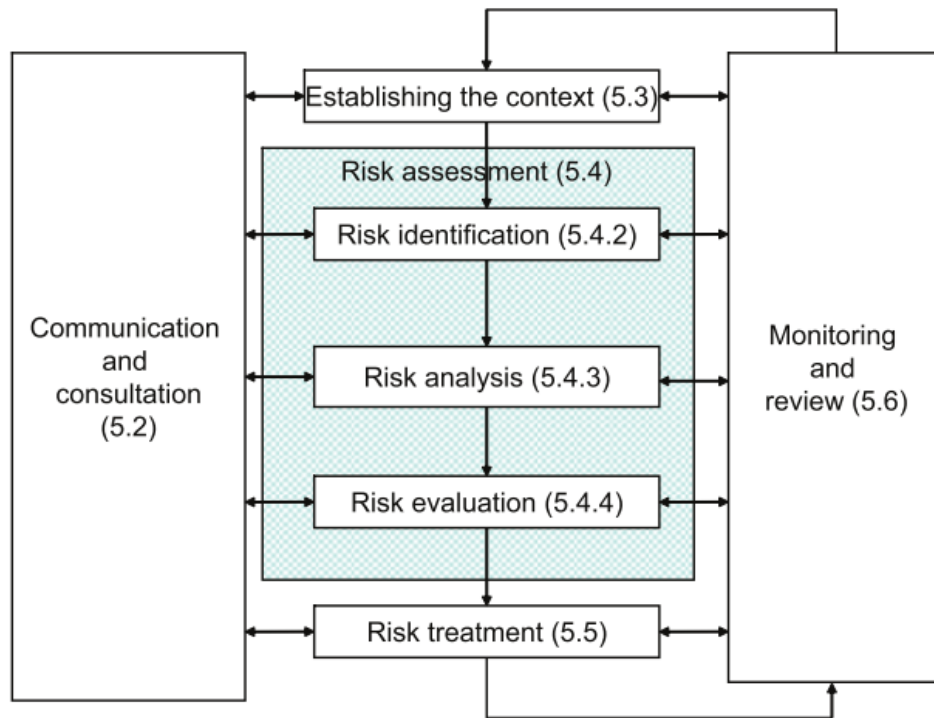 Establishing the context (5.3)
Risk assessment (5.4)
Risk identification (5.4.2)
Communication
and
consultation
(5.2)
Risk analysis (5.4.3)
Monitoring
and
review (5.6)
Risk evaluation (5.4.4)
Risk treatment (5.5)